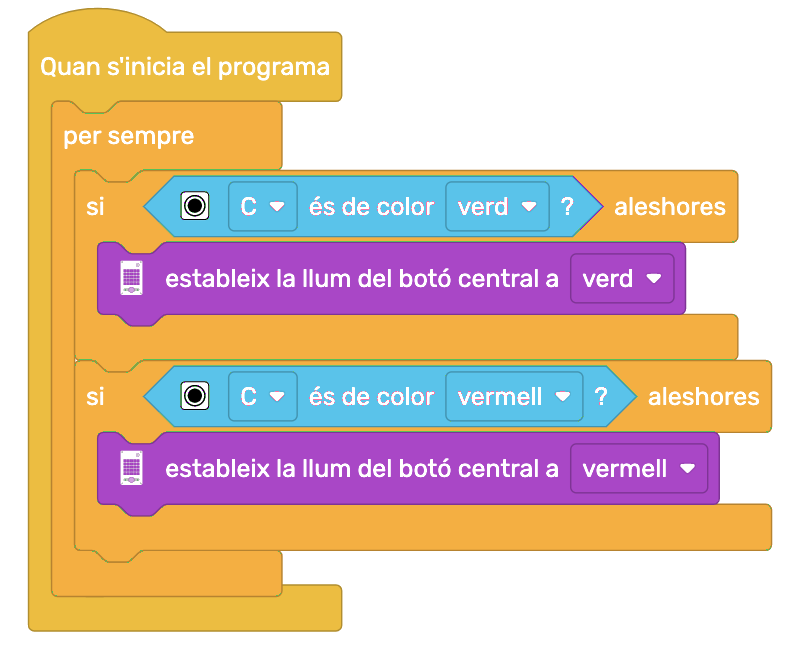 Quan s'inicia el programa
per sempre
si C és de color verd ? aleshores
estableix la llum del botó central a verd
si C és de color vermell ? aleshores
estableix la llum del botó central a vermell